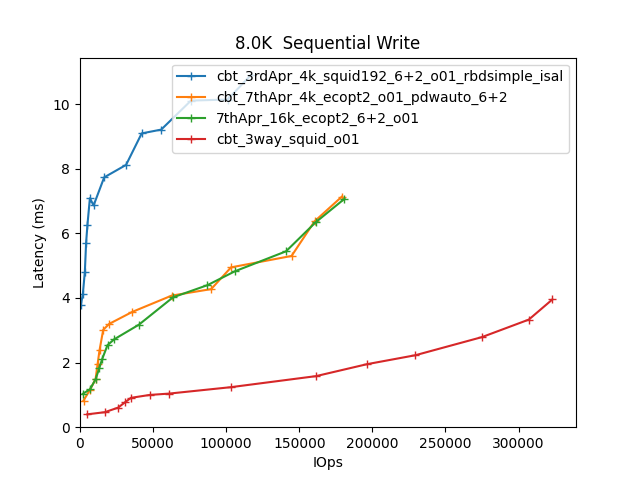 8.0K Sequential Write
cbt_3rdApr_4k_squid192_6+2_o01_rbdsimple_isal
cbt_7thApr_4k_ecopt2_o01_pdwauto_6+2
7thApr_16k_ecopt2_6+2_o01
cbt_3way_squid_o01
Latency (ms)
10
8
6
4
2
0
0 50000 100000 150000 200000 250000 300000
IOps